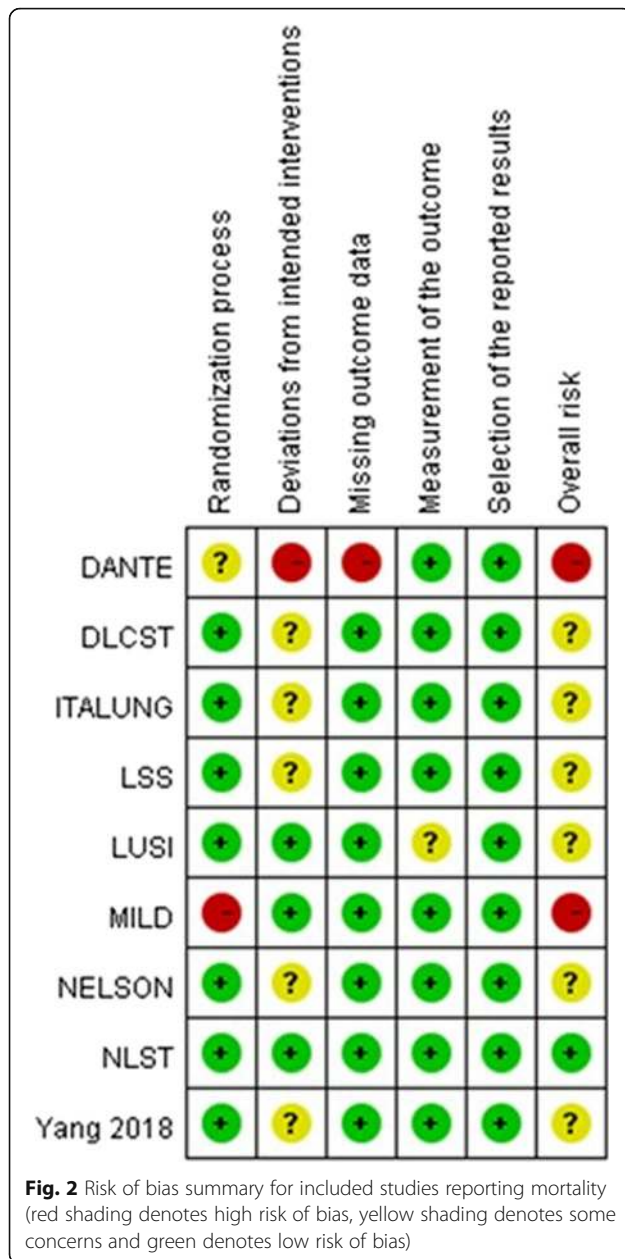 Randomization process
Deviations from intended interventions
Missing outcome data
Measurement of the outcome
Selection of the reported results
Overall risk
DANTE ? - - + + -
DLCST + ? + + + ?
ITALUNG + ? + + + ?
LSS + ? + + + ?
LUSI + + + ? + ?
MILD - + + + + -
NELSON + ? + + + ?
NLST + + + + + +
Yang 2018 + ? + + + ?
Fig. 2 Risk of bias summary for included studies reporting mortality
(red shading denotes high risk of bias, yellow shading denotes some
concerns and green denotes low risk of bias)